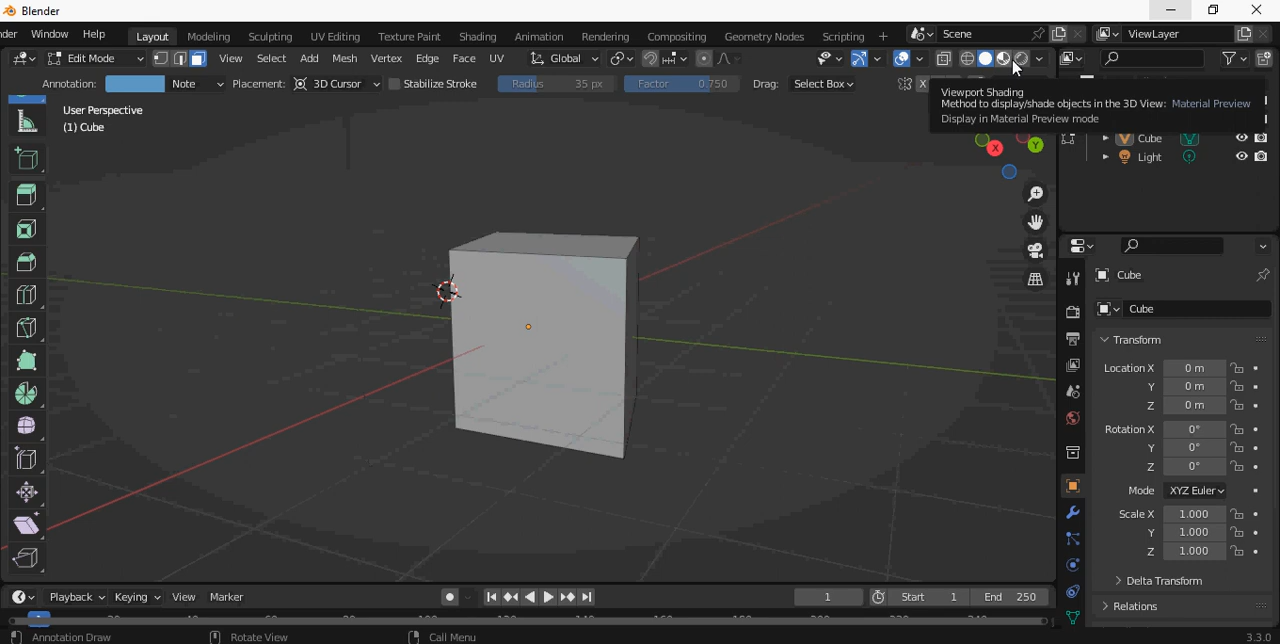 Blender
der Window Help Layout Modeling Sculpting UV Editing Texture Paint Shading Animation Rendering Compositing Geometry Nodes Scripting + Scene ViewLayer
Edit Mode View Select Add Mesh Vertex Edge Face UV Global
Annotation: Note Placement: 3D Cursor Stabilize Stroke Radius 35 px Factor 0.750 Drag: Select Box X
User Perspective
(1) Cube
Viewport Shading
Method to display/shade objects in the 3D View: Material Preview
Display in Material Preview mode
X Y
Cube
Light
Cube
Cube
Transform
Location X 0 m
Y 0 m
Z 0 m
Rotation X 0°
Y 0°
Z 0°
Mode XYZ Euler
Scale X 1.000
Y 1.000
Z 1.000
Delta Transform
Relations
Playback Keying View Marker 1 Start 1 End 250
Annotation Draw Rotate View Call Menu 3.3.0